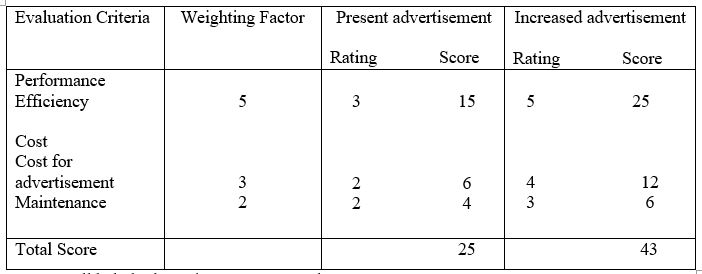 Evaluation Criteria Weighting Factor Present advertisement Increased advertisement
Rating Score Rating Score
Performance
Efficiency 5 3 15 5 25
Cost
Cost for
advertisement 3 2 6 4 12
Maintenance 2 2 4 3 6
Total Score 25 43